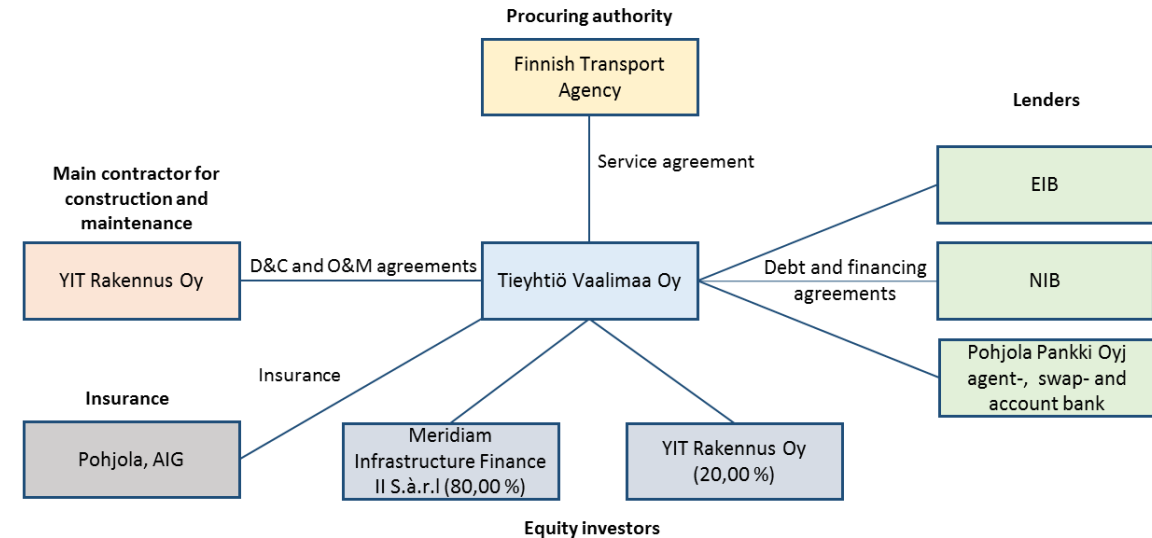 Procuring authority
Finnish Transport
Agency
Lenders
Service agreement
EIB
Main contractor for
construction and
maintenance
YIT Rakennus Oy
D&C and O&M agreements
Tieyhtiö Vaalimaa Oy
Debt and financing
agreements
NIB
Pohjola Pankki Oyj
agent-, swap- and
account bank
Insurance
Insurance
Pohjola, AIG
Meridiam
Infrastructure Finance
II S.à.r.l (80,00 %)
YIT Rakennus Oy
(20,00 %)
Equity investors